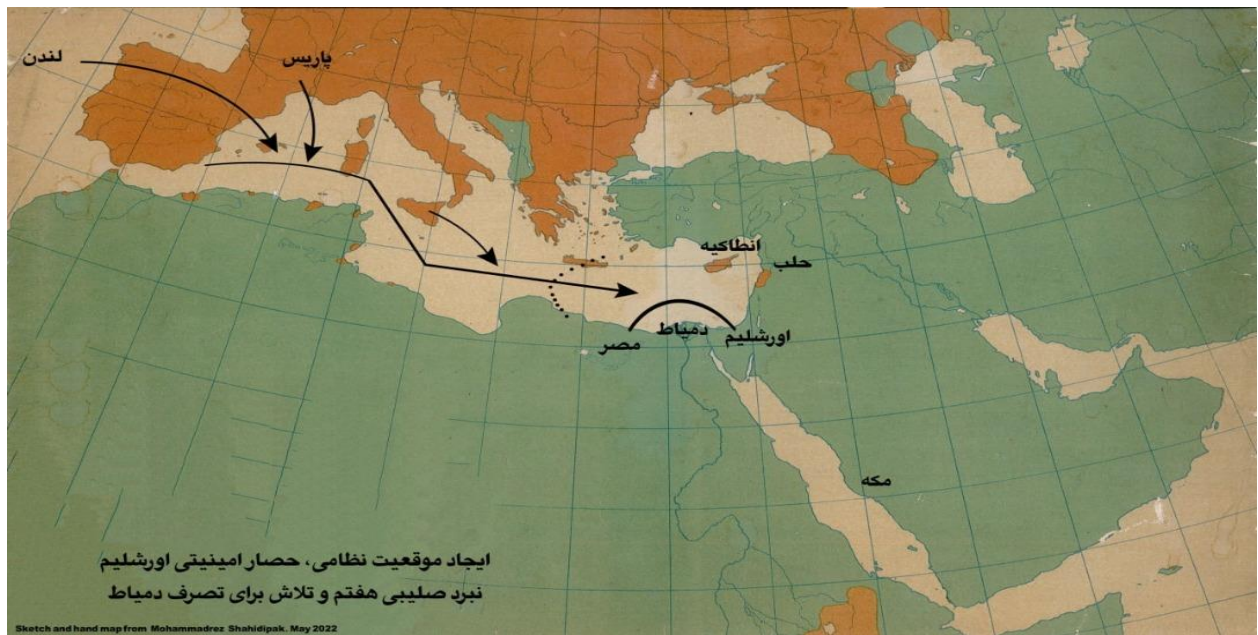 لندن
پاریس
انطاکیه
حلب
دمیاط
اورشلیم
مصر
مکه
ایجاد موقعیت نظامی، حصار امینیتی اورشلیم
نبرد صلیبی هفتم و تلاش برای تصرف دمیاط
Sketch and hand map from Mohammadrez Shahidipak. May 2022